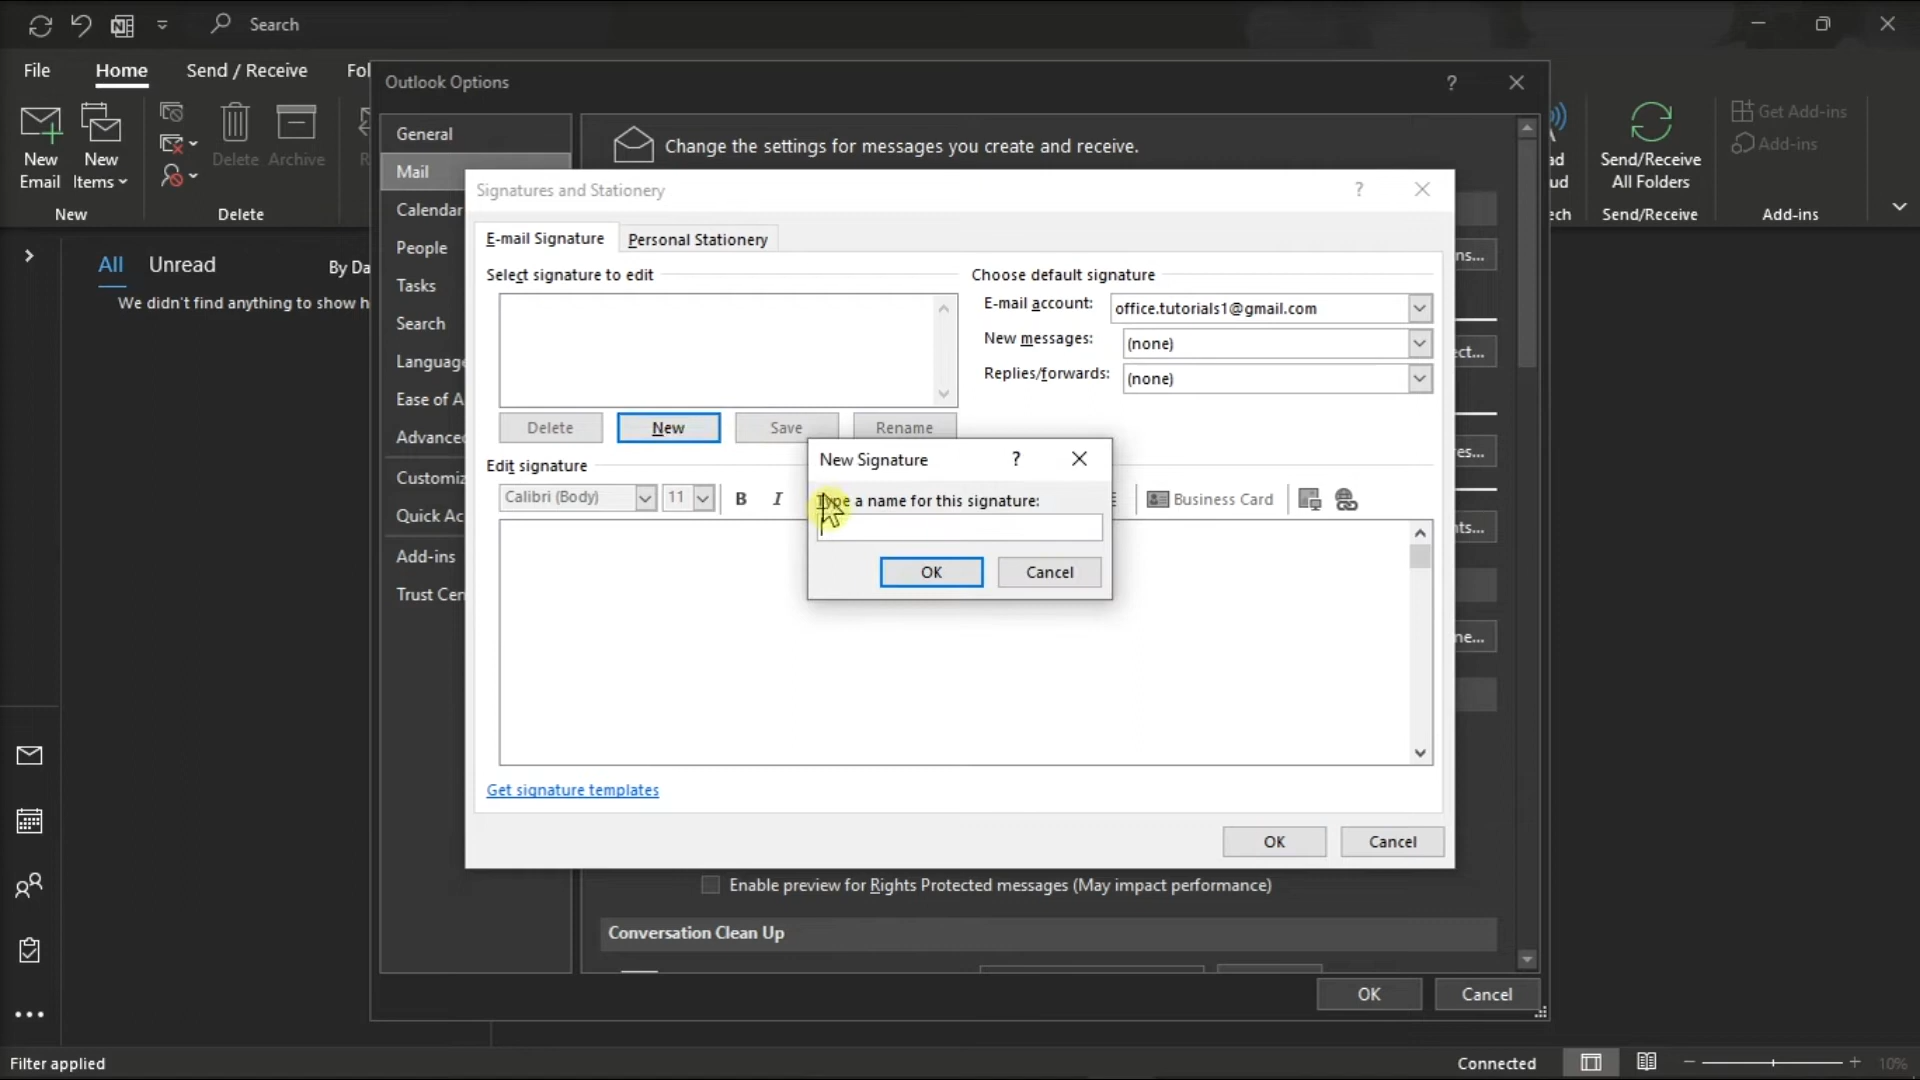 Search
File
Home
Send / Receive
Fol
New Email
New Items
Delete
Archive
New
Delete
Send/Receive All Folders
Send/Receive
Get Add-ins
Add-ins
Add-ins
All
Unread
By Da
We didn't find anything to show h
Outlook Options
General
Mail
Calendar
People
Tasks
Search
Language
Ease of A
Advanced
Customiz
Quick Ac
Add-ins
Trust Cen
Change the settings for messages you create and receive.
Signatures and Stationery
E-mail Signature
Personal Stationery
Select signature to edit
Choose default signature
E-mail account:
office.tutorials1@gmail.com
New messages:
(none)
Replies/forwards:
(none)
Delete
New
Save
Rename
Edit signature
Calibri (Body)
11
B
I
Business Card
New Signature
Type a name for this signature:
OK
Cancel
Get signature templates
OK
Cancel
Enable preview for Rights Protected messages (May impact performance)
Conversation Clean Up
OK
Cancel
Filter applied
Connected
10%